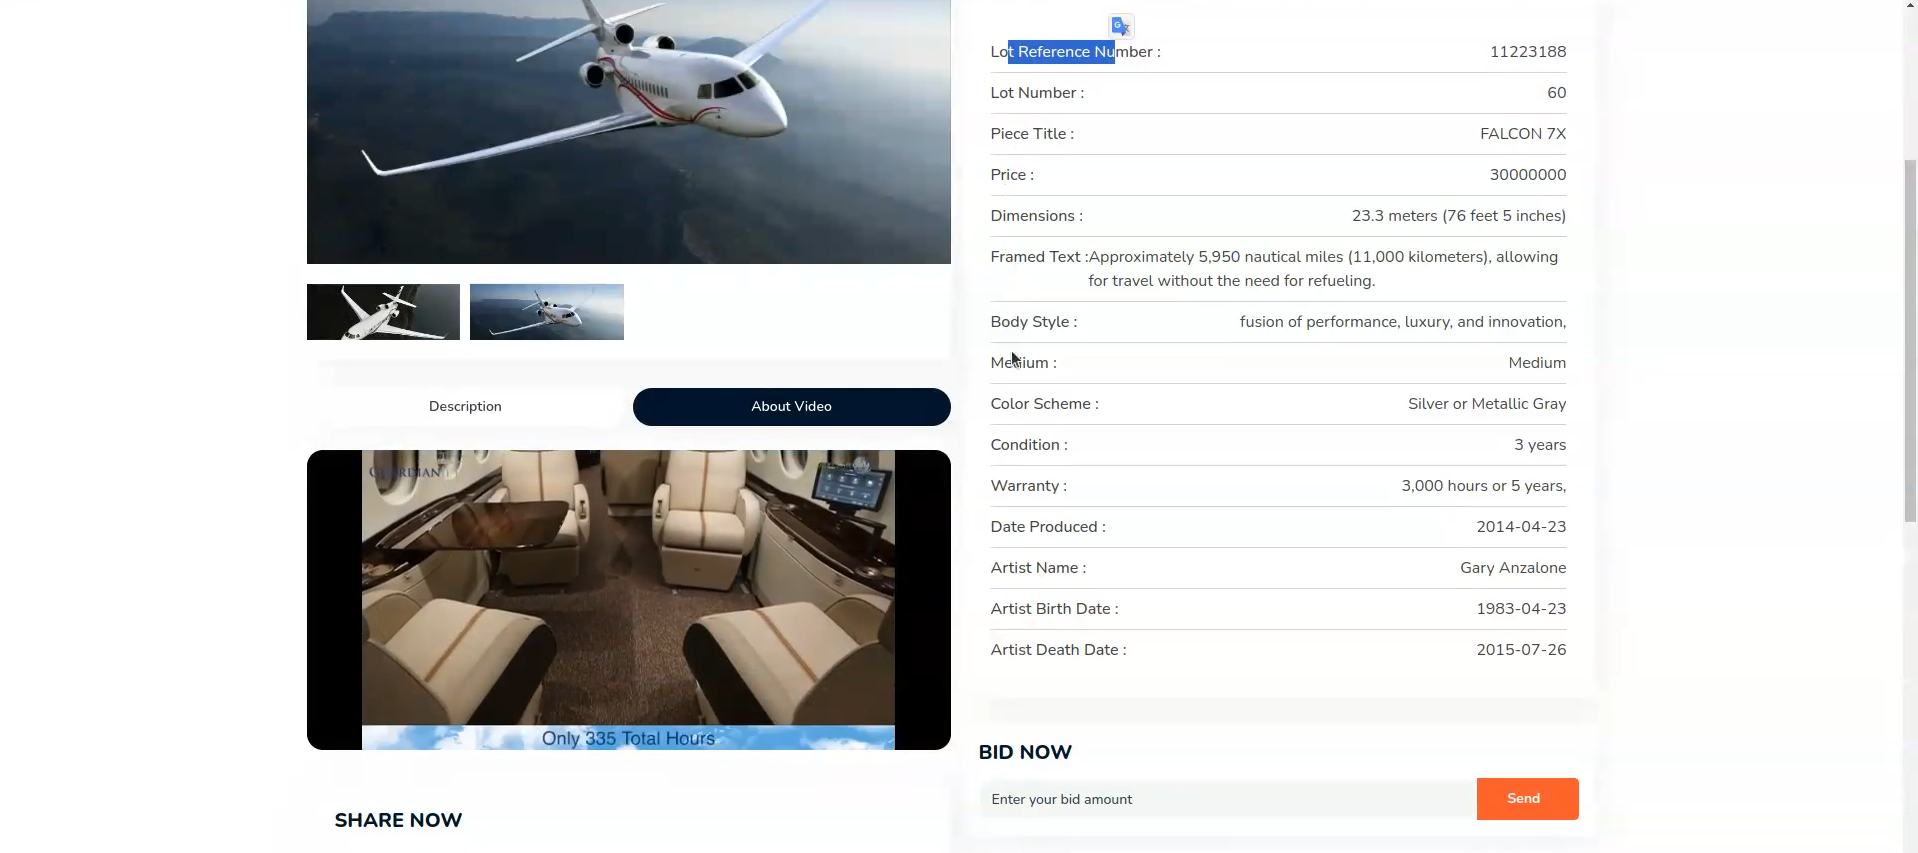 Lot Reference Number : 11223188
Lot Number : 60
Piece Title : FALCON 7X
Price : 30000000
Dimensions : 23.3 meters (76 feet 5 inches)
Framed Text :Approximately 5,950 nautical miles (11,000 kilometers), allowing
for travel without the need for refueling.
Body Style : fusion of performance, luxury, and innovation,
Medium : Medium
Color Scheme : Silver or Metallic Gray
Condition : 3 years
Warranty : 3,000 hours or 5 years,
Date Produced : 2014-04-23
Artist Name : Gary Anzalone
Artist Birth Date : 1983-04-23
Artist Death Date : 2015-07-26
Description
About Video
Only 335 Total Hours
SHARE NOW
BID NOW
Enter your bid amount
Send